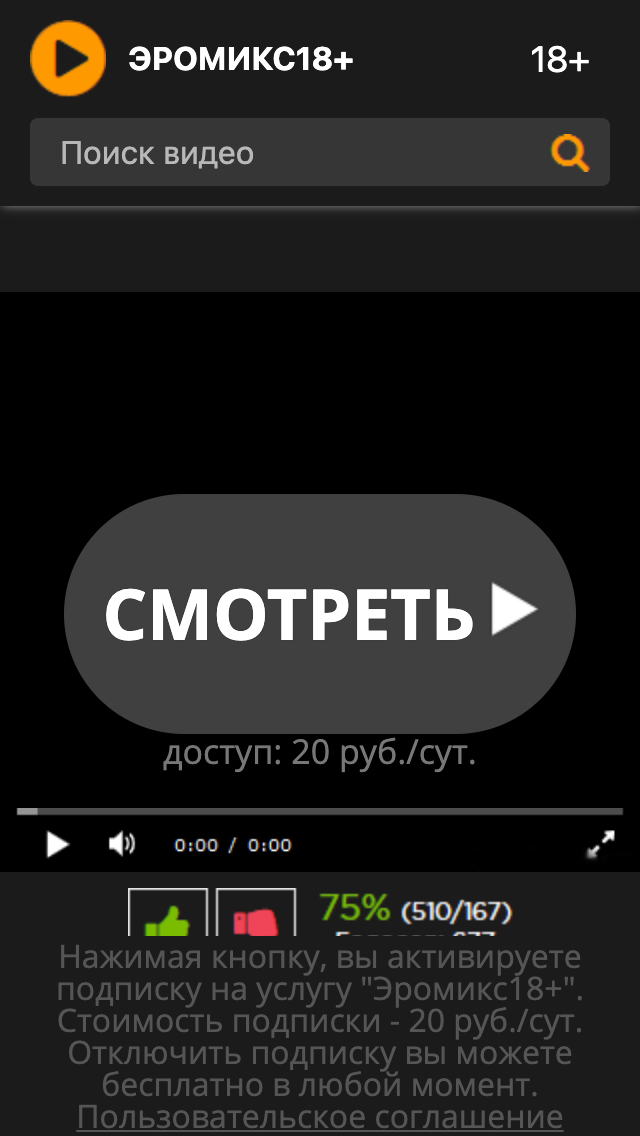 ЭРОМИКС18+
18+
Поиск видео
СМОТРЕТЬ
доступ: 20 руб./сут.
0:00 / 0:00
75% (510/167)
Нажимая кнопку, вы активируете
подписку на услугу "Эромикс18+".
Стоимость подписки - 20 руб./сут.
Отключить подписку вы можете
бесплатно в любой момент.
Пользовательское соглашение